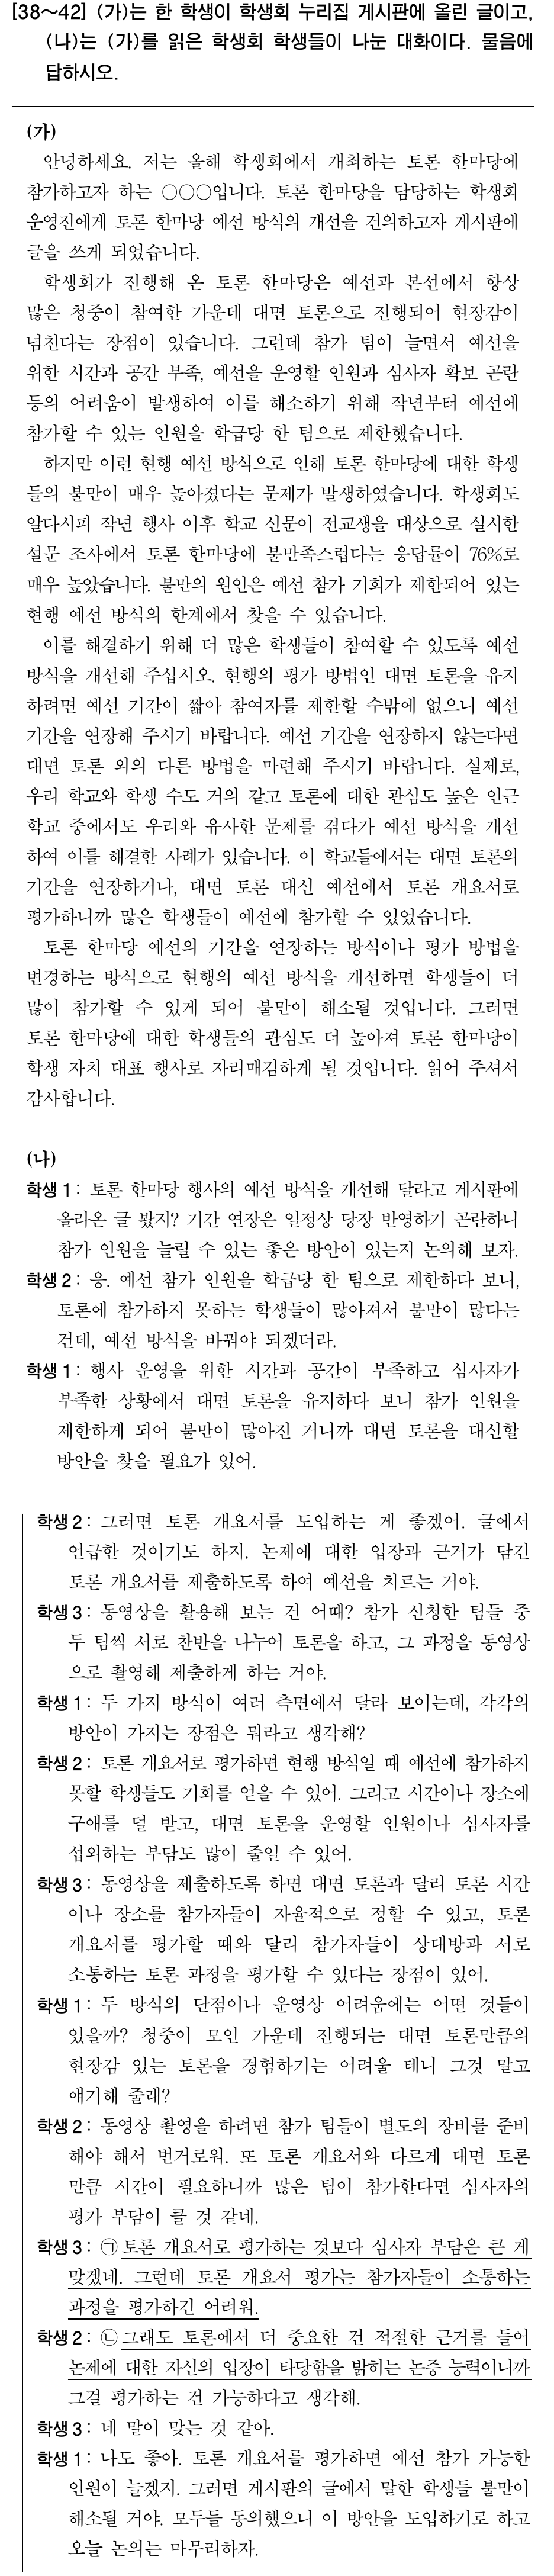 [38～42] (가)는 한 학생이 학생회 누리집 게시판에 올린 글이고,
(나)는 (가)를 읽은 학생회 학생들이 나눈 대화이다. 물음에
답하시오.
(가)
안녕하세요. 저는 올해 학생회에서 개최하는 토론 한마당에
참가하고자 하는 ○○○입니다. 토론 한마당을 담당하는 학생회
운영진에게 토론 한마당 예선 방식의 개선을 건의하고자 게시판에
글을 쓰게 되었습니다.
학생회가 진행해 온 토론 한마당은 예선과 본선에서 항상
많은 청중이 참여한 가운데 대면 토론으로 진행되어 현장감이
넘친다는 장점이 있습니다. 그런데 참가 팀이 늘면서 예선을
위한 시간과 공간 부족, 예선을 운영할 인원과 심사자 확보 곤란
등의 어려움이 발생하여 이를 해소하기 위해 작년부터 예선에
참가할 수 있는 인원을 학급당 한 팀으로 제한했습니다.
하지만 이런 현행 예선 방식으로 인해 토론 한마당에 대한 학생
들의 불만이 매우 높아졌다는 문제가 발생하였습니다. 학생회도
알다시피 작년 행사 이후 학교 신문이 전교생을 대상으로 실시한
설문 조사에서 토론 한마당에 불만족스럽다는 응답률이 76%로
매우 높았습니다. 불만의 원인은 예선 참가 기회가 제한되어 있는
현행 예선 방식의 한계에서 찾을 수 있습니다.
이를 해결하기 위해 더 많은 학생들이 참여할 수 있도록 예선
방식을 개선해 주십시오. 현행의 평가 방법인 대면 토론을 유지
하려면 예선 기간이 짧아 참여자를 제한할 수밖에 없으니 예선
기간을 연장해 주시기 바랍니다. 예선 기간을 연장하지 않는다면
대면 토론 외의 다른 방법을 마련해 주시기 바랍니다. 실제로,
우리 학교와 학생 수도 거의 같고 토론에 대한 관심도 높은 인근
학교 중에서도 우리와 유사한 문제를 겪다가 예선 방식을 개선
하여 이를 해결한 사례가 있습니다. 이 학교들에서는 대면 토론의
기간을 연장하거나, 대면 토론 대신 예선에서 토론 개요서로
평가하니까 많은 학생들이 예선에 참가할 수 있었습니다.
토론 한마당 예선의 기간을 연장하는 방식이나 평가 방법을
변경하는 방식으로 현행의 예선 방식을 개선하면 학생들이 더
많이 참가할 수 있게 되어 불만이 해소될 것입니다. 그러면
토론 한마당에 대한 학생들의 관심도 더 높아져 토론 한마당이
학생 자치 대표 행사로 자리매김하게 될 것입니다. 읽어 주셔서
감사합니다.
(나)
학생 1 : 토론 한마당 행사의 예선 방식을 개선해 달라고 게시판에
올라온 글 봤지? 기간 연장은 일정상 당장 반영하기 곤란하니
참가 인원을 늘릴 수 있는 좋은 방안이 있는지 논의해 보자.
학생 2 : 응. 예선 참가 인원을 학급당 한 팀으로 제한하다 보니,
토론에 참가하지 못하는 학생들이 많아져서 불만이 많다는
건데, 예선 방식을 바꿔야 되겠더라.
학생 1 : 행사 운영을 위한 시간과 공간이 부족하고 심사자가
부족한 상황에서 대면 토론을 유지하다 보니 참가 인원을
제한하게 되어 불만이 많아진 거니까 대면 토론을 대신할
방안을 찾을 필요가 있어.
학생 2 : 그러면 토론 개요서를 도입하는 게 좋겠어. 글에서
언급한 것이기도 하지. 논제에 대한 입장과 근거가 담긴
토론 개요서를 제출하도록 하여 예선을 치르는 거야.
학생 3 : 동영상을 활용해 보는 건 어때? 참가 신청한 팀들 중
두 팀씩 서로 찬반을 나누어 토론을 하고, 그 과정을 동영상
으로 촬영해 제출하게 하는 거야.
학생 1 : 두 가지 방식이 여러 측면에서 달라 보이는데, 각각의
방안이 가지는 장점은 뭐라고 생각해?
학생 2 : 토론 개요서로 평가하면 현행 방식일 때 예선에 참가하지
못할 학생들도 기회를 얻을 수 있어. 그리고 시간이나 장소에
구애를 덜 받고, 대면 토론을 운영할 인원이나 심사자를
섭외하는 부담도 많이 줄일 수 있어.
학생 3 : 동영상을 제출하도록 하면 대면 토론과 달리 토론 시간
이나 장소를 참가자들이 자율적으로 정할 수 있고, 토론
개요서를 평가할 때와 달리 참가자들이 상대방과 서로
소통하는 토론 과정을 평가할 수 있다는 장점이 있어.
학생 1 : 두 방식의 단점이나 운영상 어려움에는 어떤 것들이
있을까? 청중이 모인 가운데 진행되는 대면 토론만큼의
현장감 있는 토론을 경험하기는 어려울 테니 그것 말고
얘기해 줄래?
학생 2 : 동영상 촬영을 하려면 참가 팀들이 별도의 장비를 준비
해야 해서 번거로워. 또 토론 개요서와 다르게 대면 토론
만큼 시간이 필요하니까 많은 팀이 참가한다면 심사자의
평가 부담이 클 것 같네.
학생 3 : ㉠토론 개요서로 평가하는 것보다 심사자 부담은 큰 게
맞겠네. 그런데 토론 개요서 평가는 참가자들이 소통하는
과정을 평가하긴 어려워.
학생 2 : ㉡그래도 토론에서 더 중요한 건 적절한 근거를 들어
논제에 대한 자신의 입장이 타당함을 밝히는 논증 능력이니까
그걸 평가하는 건 가능하다고 생각해.
학생 3 : 네 말이 맞는 것 같아.
학생 1 : 나도 좋아. 토론 개요서를 평가하면 예선 참가 가능한
인원이 늘겠지. 그러면 게시판의 글에서 말한 학생들 불만이
해소될 거야. 모두들 동의했으니 이 방안을 도입하기로 하고
오늘 논의는 마무리하자.